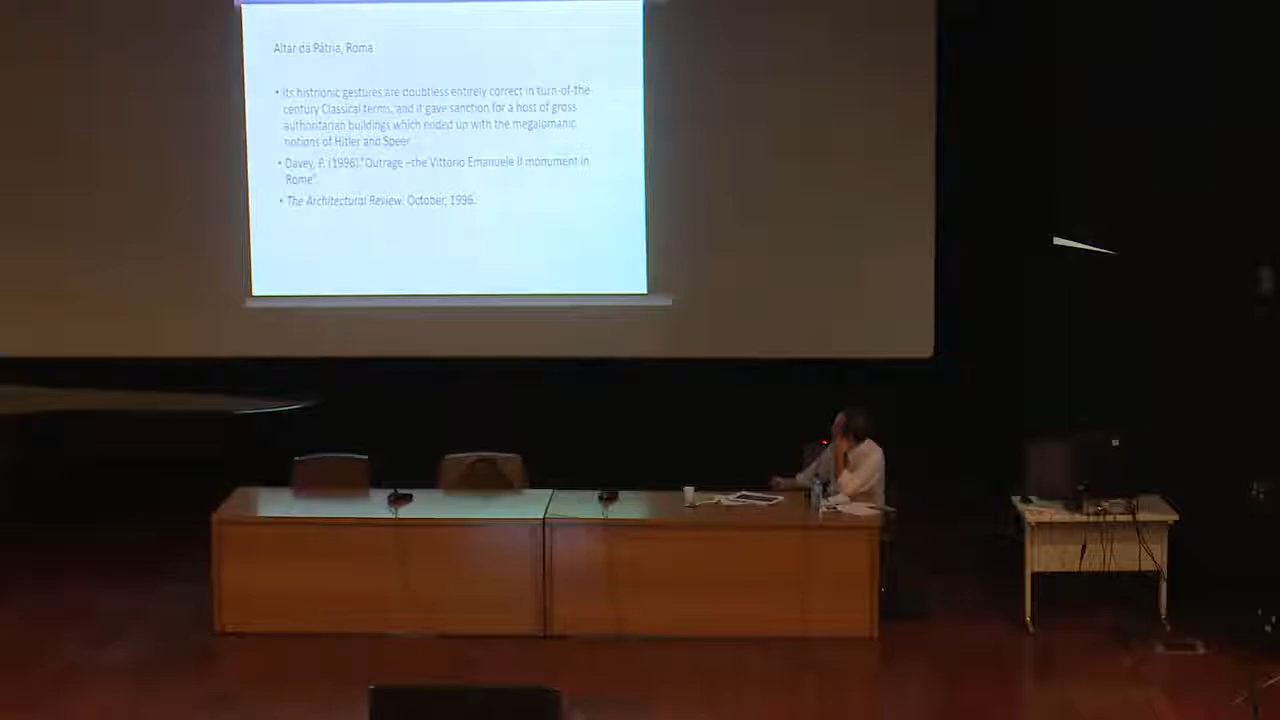 Altar da Pátria, Roma
• Its histrionic gestures are doubtless entirely correct in turn-of-the-
century Classical terms, and it gave sanction for a host of gross
authoritarian buildings which ended up with the megalomanic
notions of Hitler and Speer
• Davey, P. (1996)."Outrage –the Vittorio Emanuele II monument in
Rome".
• The Architectural Review. October, 1996.